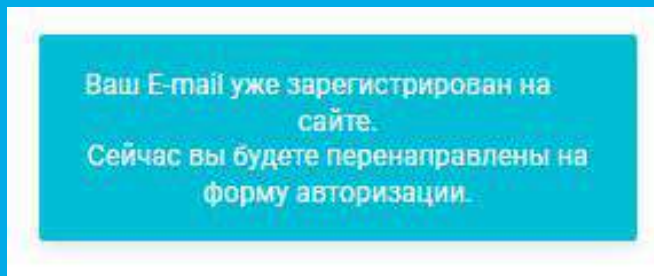 Ваш E-mail уже зарегистрирован на
сайте.
Сейчас вы будете перенаправлены на
форму авторизации.